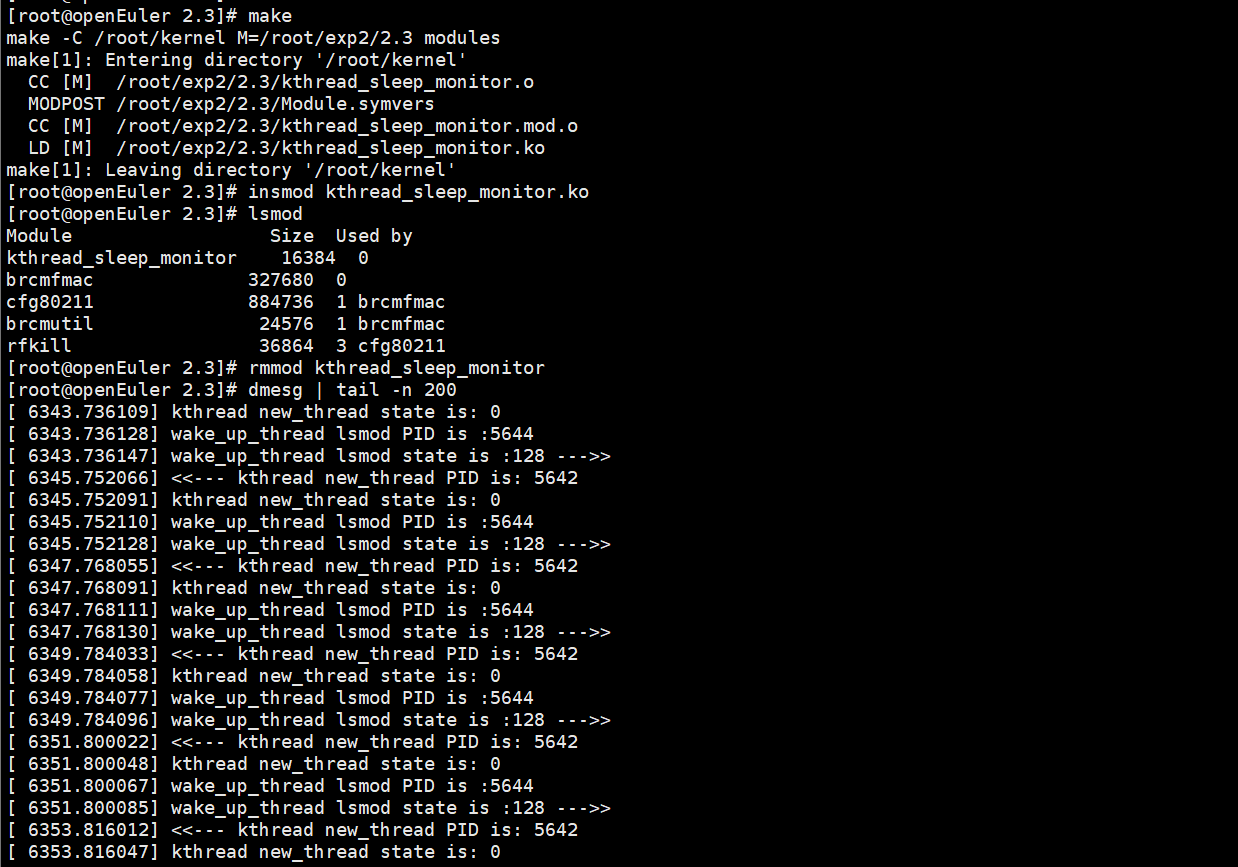 [root@openEuler 2.3]# make
make -C /root/kernel M=/root/exp2/2.3 modules
make[1]: Entering directory '/root/kernel'
  CC [M]  /root/exp2/2.3/kthread_sleep_monitor.o
  MODPOST /root/exp2/2.3/Module.symvers
  CC [M]  /root/exp2/2.3/kthread_sleep_monitor.mod.o
  LD [M]  /root/exp2/2.3/kthread_sleep_monitor.ko
make[1]: Leaving directory '/root/kernel'
[root@openEuler 2.3]# insmod kthread_sleep_monitor.ko
[root@openEuler 2.3]# lsmod
Module                  Size  Used by
kthread_sleep_monitor    16384  0
brcmfmac              327680  0
cfg80211              884736  1 brcmfmac
brcmutil               24576  1 brcmfmac
rfkill                 36864  3 cfg80211
[root@openEuler 2.3]# rmmod kthread_sleep_monitor
[root@openEuler 2.3]# dmesg | tail -n 200
[ 6343.736109] kthread new_thread state is: 0
[ 6343.736128] wake_up_thread lsmod PID is :5644
[ 6343.736147] wake_up_thread lsmod state is :128 --->>
[ 6345.752066] <<--- kthread new_thread PID is: 5642
[ 6345.752091] kthread new_thread state is: 0
[ 6345.752110] wake_up_thread lsmod PID is :5644
[ 6345.752128] wake_up_thread lsmod state is :128 --->>
[ 6347.768055] <<--- kthread new_thread PID is: 5642
[ 6347.768091] kthread new_thread state is: 0
[ 6347.768111] wake_up_thread lsmod PID is :5644
[ 6347.768130] wake_up_thread lsmod state is :128 --->>
[ 6349.784033] <<--- kthread new_thread PID is: 5642
[ 6349.784058] kthread new_thread state is: 0
[ 6349.784077] wake_up_thread lsmod PID is :5644
[ 6349.784096] wake_up_thread lsmod state is :128 --->>
[ 6351.800022] <<--- kthread new_thread PID is: 5642
[ 6351.800048] kthread new_thread state is: 0
[ 6351.800067] wake_up_thread lsmod PID is :5644
[ 6351.800085] wake_up_thread lsmod state is :128 --->>
[ 6353.816012] <<--- kthread new_thread PID is: 5642
[ 6353.816047] kthread new_thread state is: 0